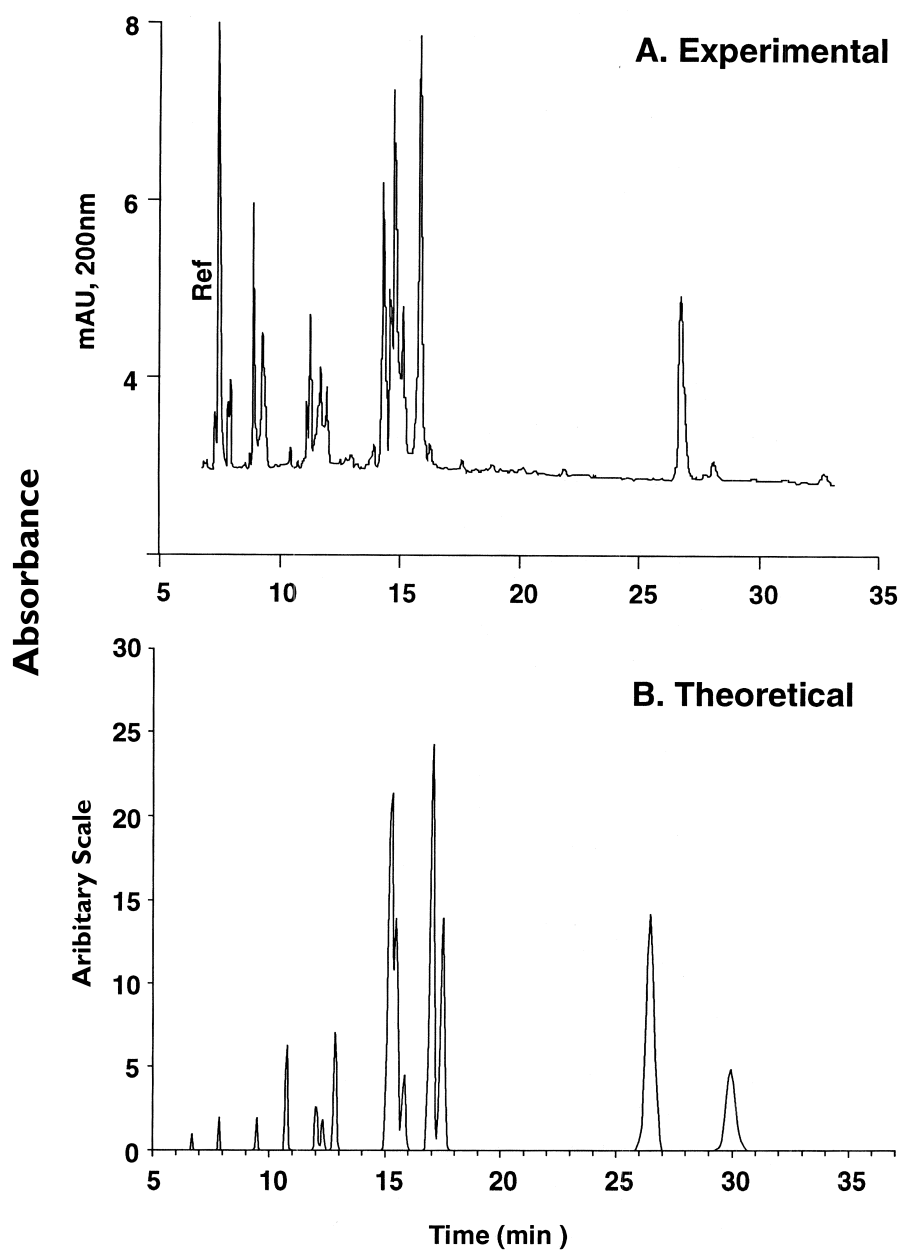 A. Experimental
8
6
4
mAU, 200nm
Ref
5 10 15 20 25 30 35
Absorbance
B. Theoretical
30
25
20
15
10
5
0
Aribitary Scale
5 10 15 20 25 30 35
Time (min )